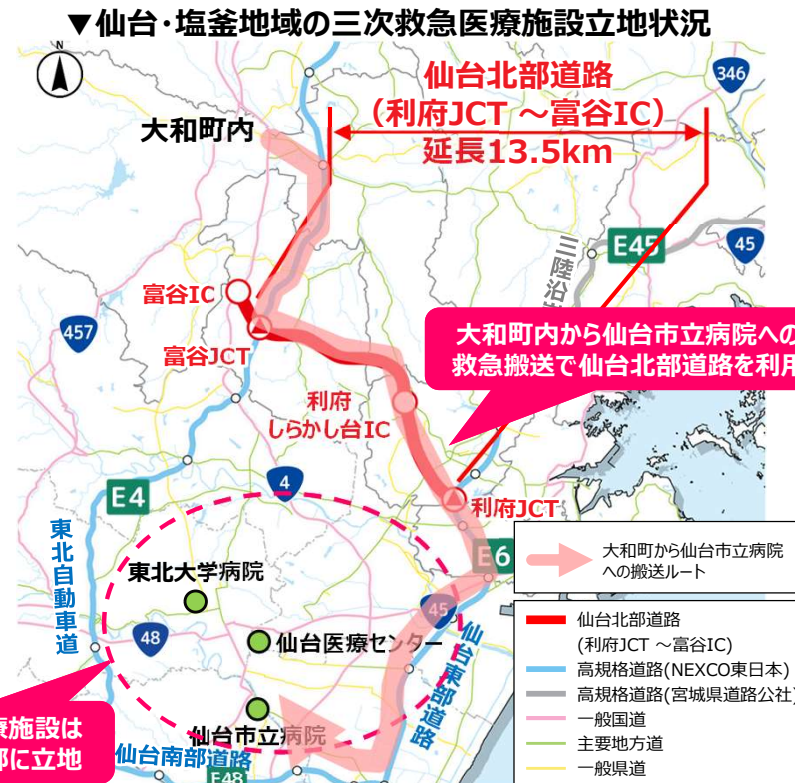 ▼仙台･塩釜地域の三次救急医療施設立地状況
N
仙台北部道路
（利府JCT ～富谷IC）
延長13.5km
346
大和町内
E45
45
三陸沿
富谷IC
457
富谷JCT
大和町内から仙台市立病院への
救急搬送で仙台北部道路を利用
利府
しらかし台IC
4
E4
利府JCT
E6
大和町から仙台市立病院
への搬送ルート
東北自動車道
東北大学病院
45
48
仙台医療センター
仙台東部道路
仙台市立病院
療施設は
部に立地
仙台南部道路
E48
仙台北部道路
(利府JCT ～富谷IC)
高規格道路(NEXCO東日本)
高規格道路(宮城県道路公社)
一般国道
主要地方道
一般県道